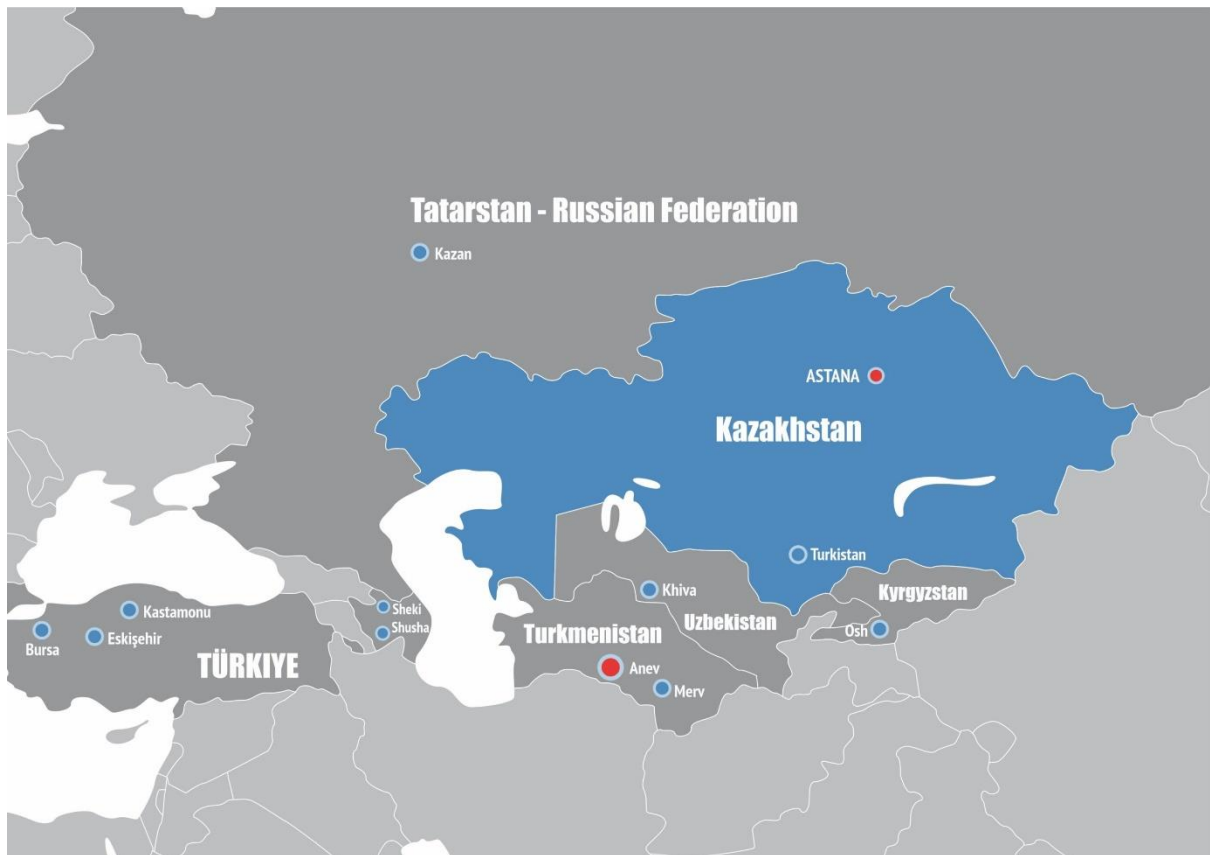 Tatarstan - Russian Federation
Kazan
ASTANA
Kazakhstan
Turkistan
Khiva
Kyrgyzstan
Sheki
Kastamonu
Uzbekistan
Shusha
Turkmenistan
Osh
Eskişehir
Bursa
TÜRKIYE
Anev
Merv